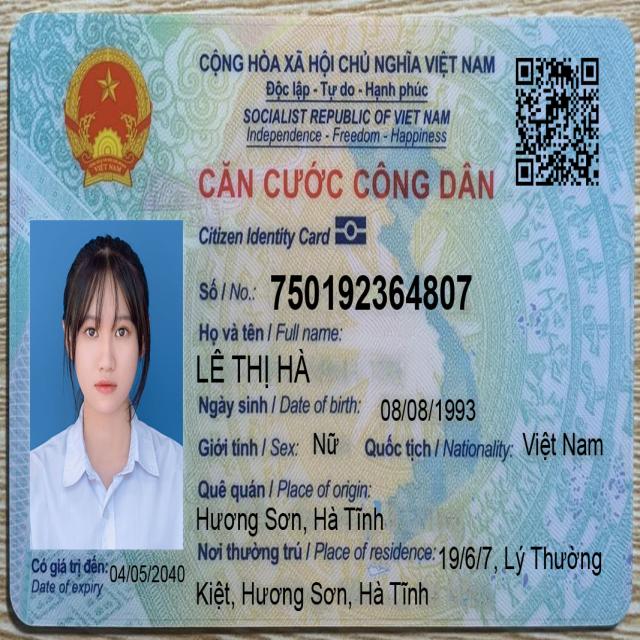 CỘNG HÒA XÃ HỘI CHỦ NGHĨA VIỆT NAM
Độc lập - Tự do - Hạnh phúc
SOCIALIST REPUBLIC OF VIET NAM
Independence - Freedom - Happiness
CĂN CƯỚC CÔNG DÂN
Citizen Identity Card
VIỆT NAM
Số / No.: 750192364807
Họ và tên / Full name:
LÊ THỊ HÀ
Ngày sinh / Date of birth: 08/08/1993
Giới tính / Sex: Nữ Quốc tịch / Nationality: Việt Nam
Quê quán / Place of origin:
Hương Sơn, Hà Tĩnh
Nơi thường trú / Place of residence: 19/6/7, Lý Thường
Kiệt, Hương Sơn, Hà Tĩnh
Có giá trị đến: 04/05/2040
Date of expiry